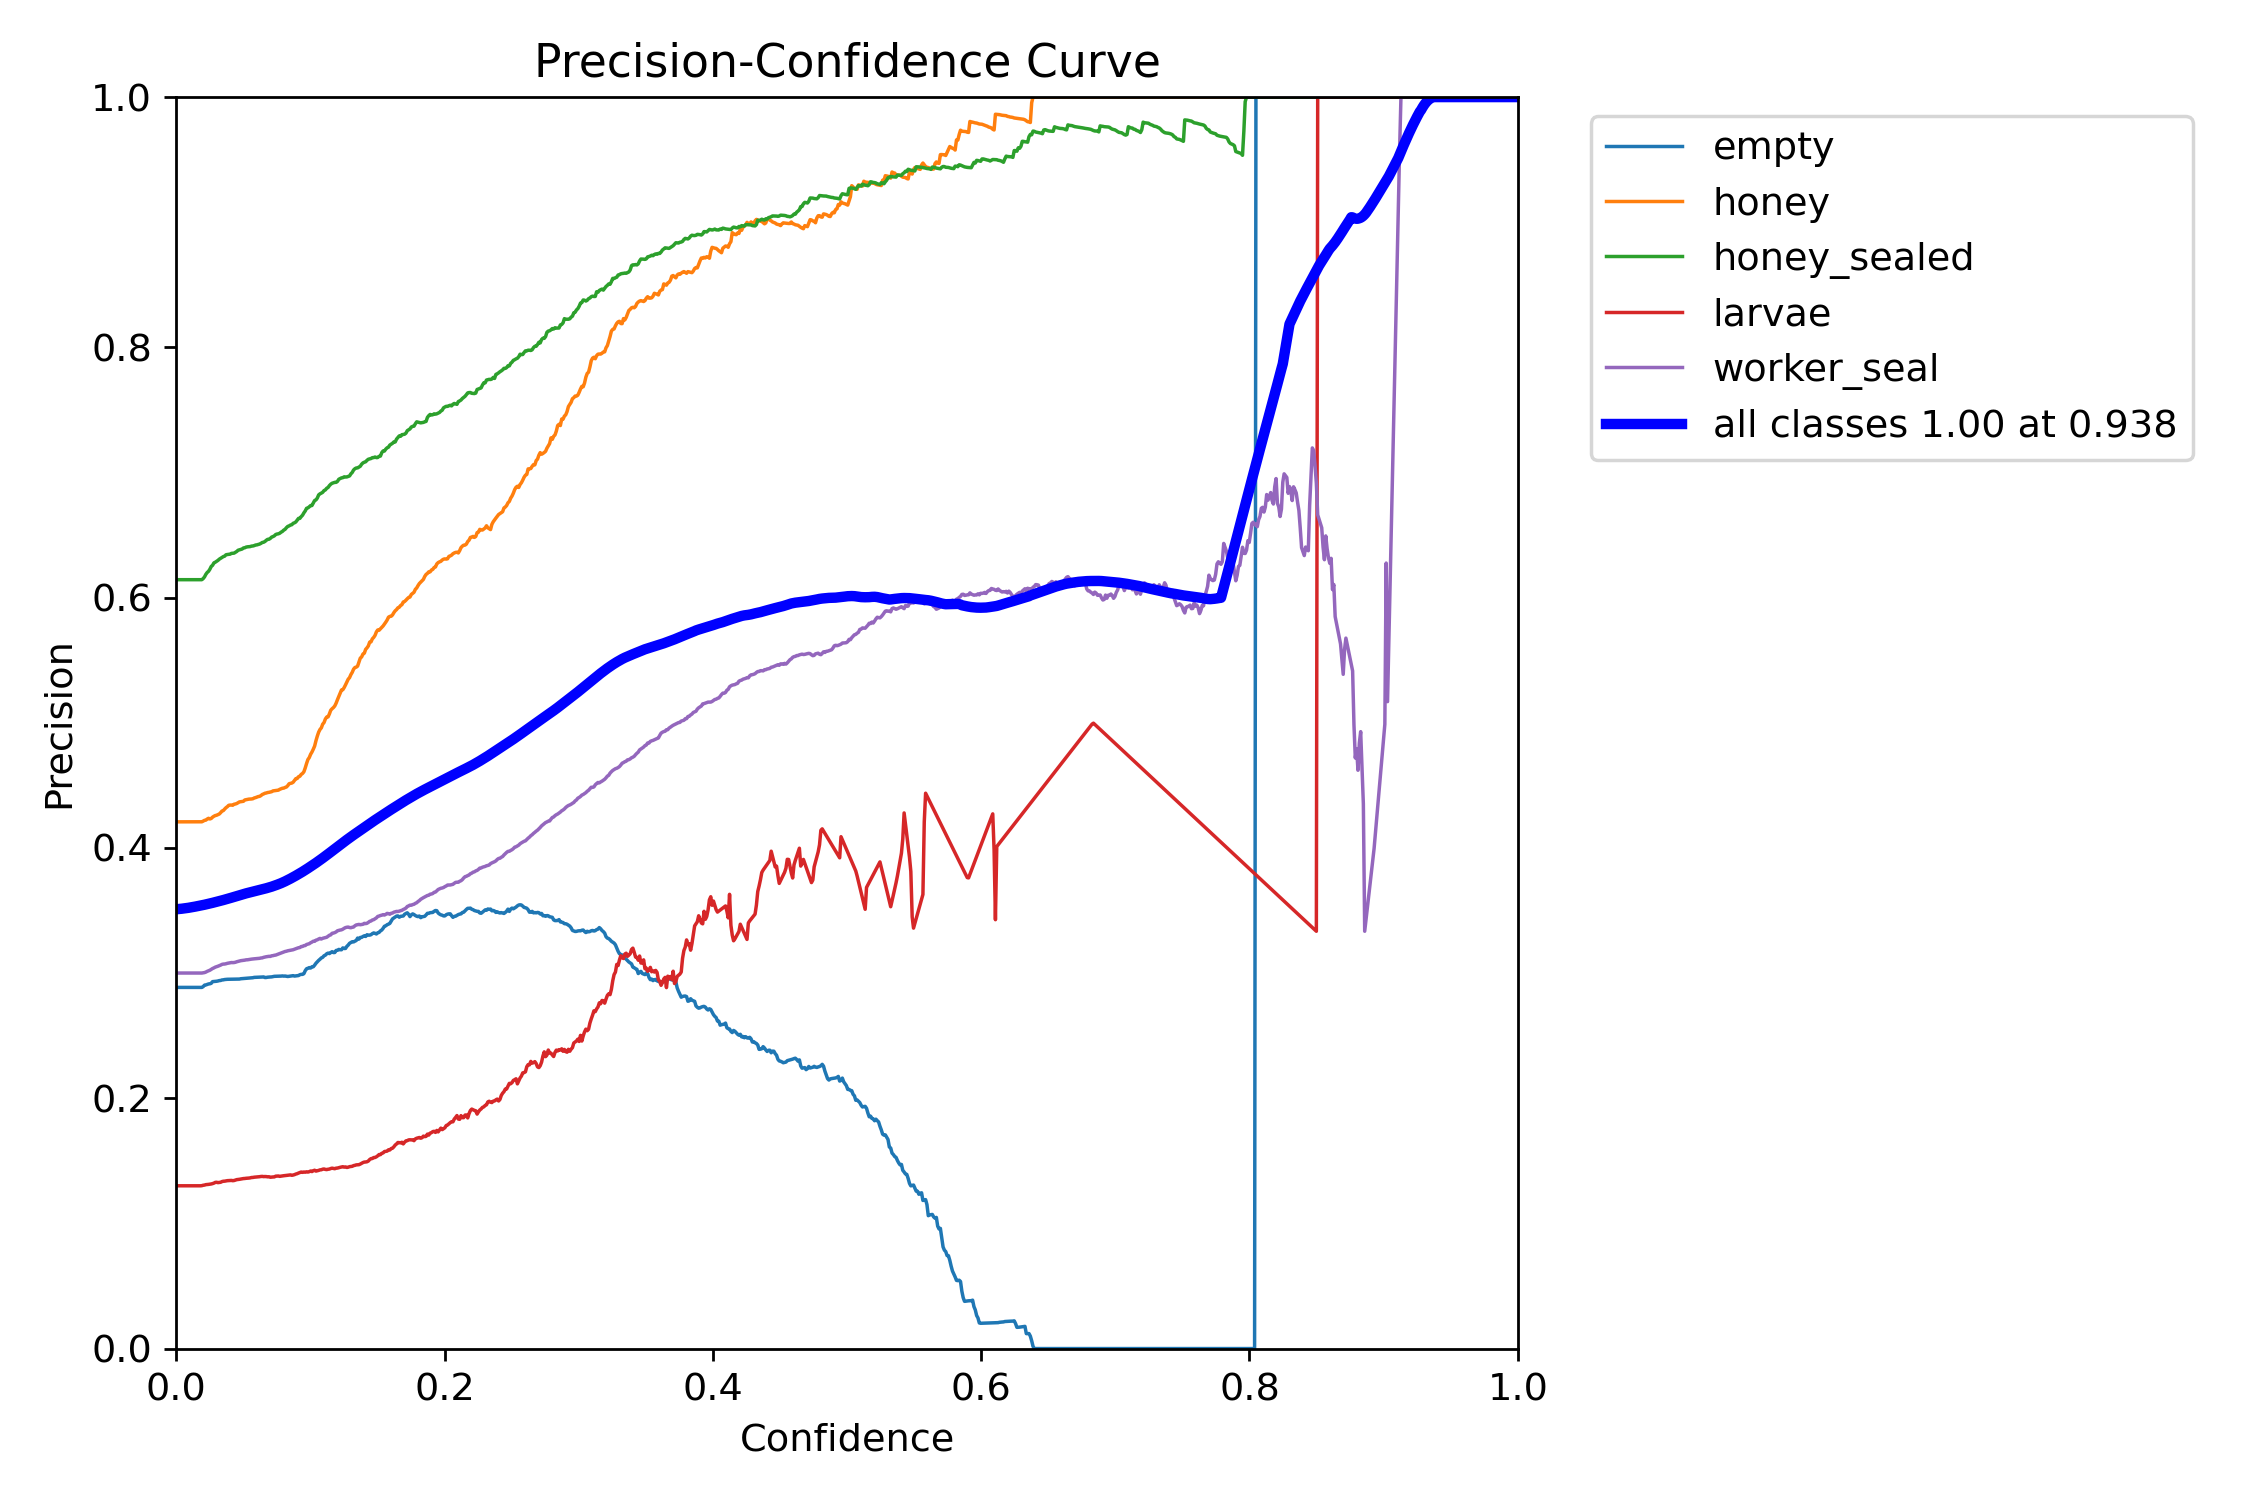 Precision-Confidence Curve
1.0
0.8
0.6
0.4
0.2
0.0
Precision
0.0 0.2 0.4 0.6 0.8 1.0
Confidence
empty
honey
honey_sealed
larvae
worker_seal
all classes 1.00 at 0.938